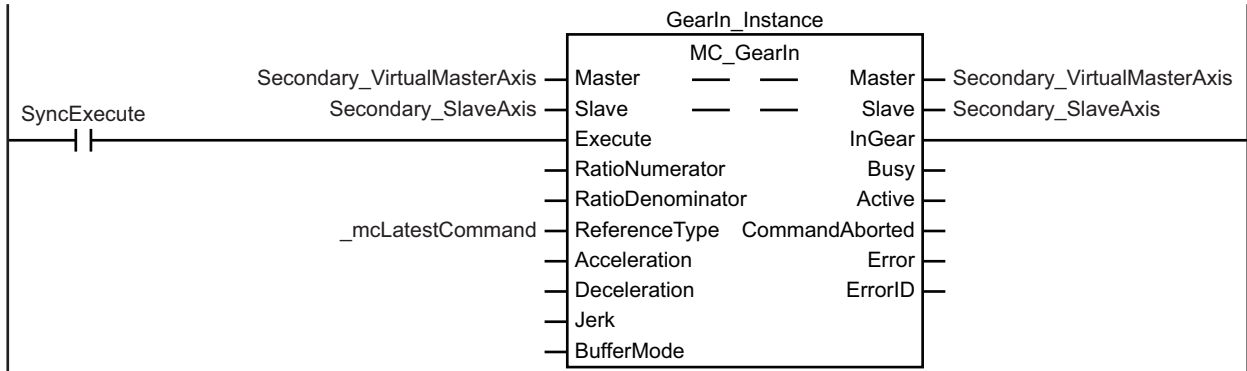 GearIn_Instance
MC_GearIn
Secondary_VirtualMasterAxis Master Master Secondary_VirtualMasterAxis
SyncExecute Secondary_SlaveAxis Slave Slave Secondary_SlaveAxis
Execute InGear
RatioNumerator Busy
RatioDenominator Active
_mcLatestCommand ReferenceType CommandAborted
Acceleration Error
Deceleration ErrorID
Jerk
BufferMode